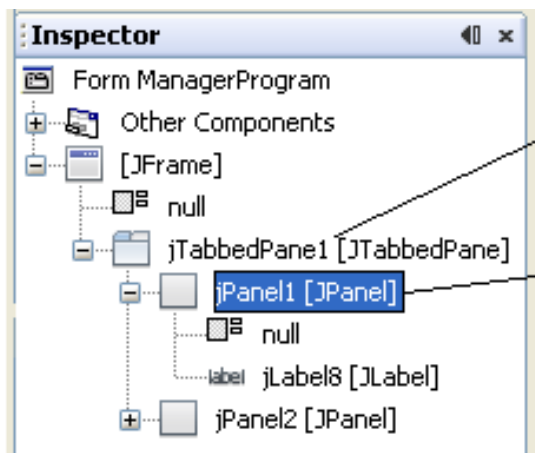 Inspector
Form ManagerProgram
Other Components
[JFrame]
null
jTabbedPane1 [JTabbedPane]
jPanel1 [JPanel]
null
label jLabel8 [JLabel]
jPanel2 [JPanel]